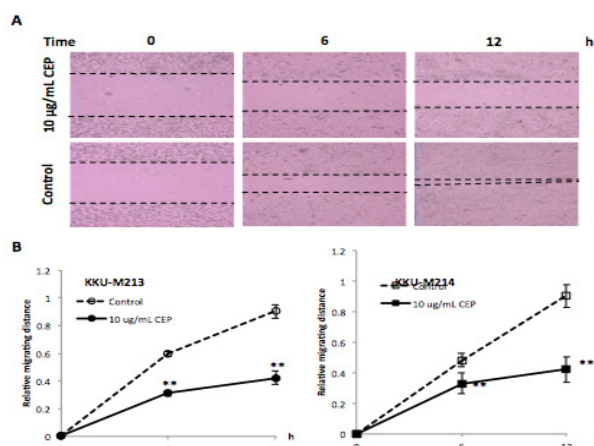 A
Time 0 6 12 h
10 µg/mL CEP
Control
B
KKU-M213
Control
10 ug/mL CEP
Relative migrating distance
1.2
1
0.8
0.6
0.4
0.2
0
**
**
h
KKU-M214
Control
10 ug/mL CEP
Relative migrating distance
1.2
1
0.8
0.6
0.4
0.2
0
**
**